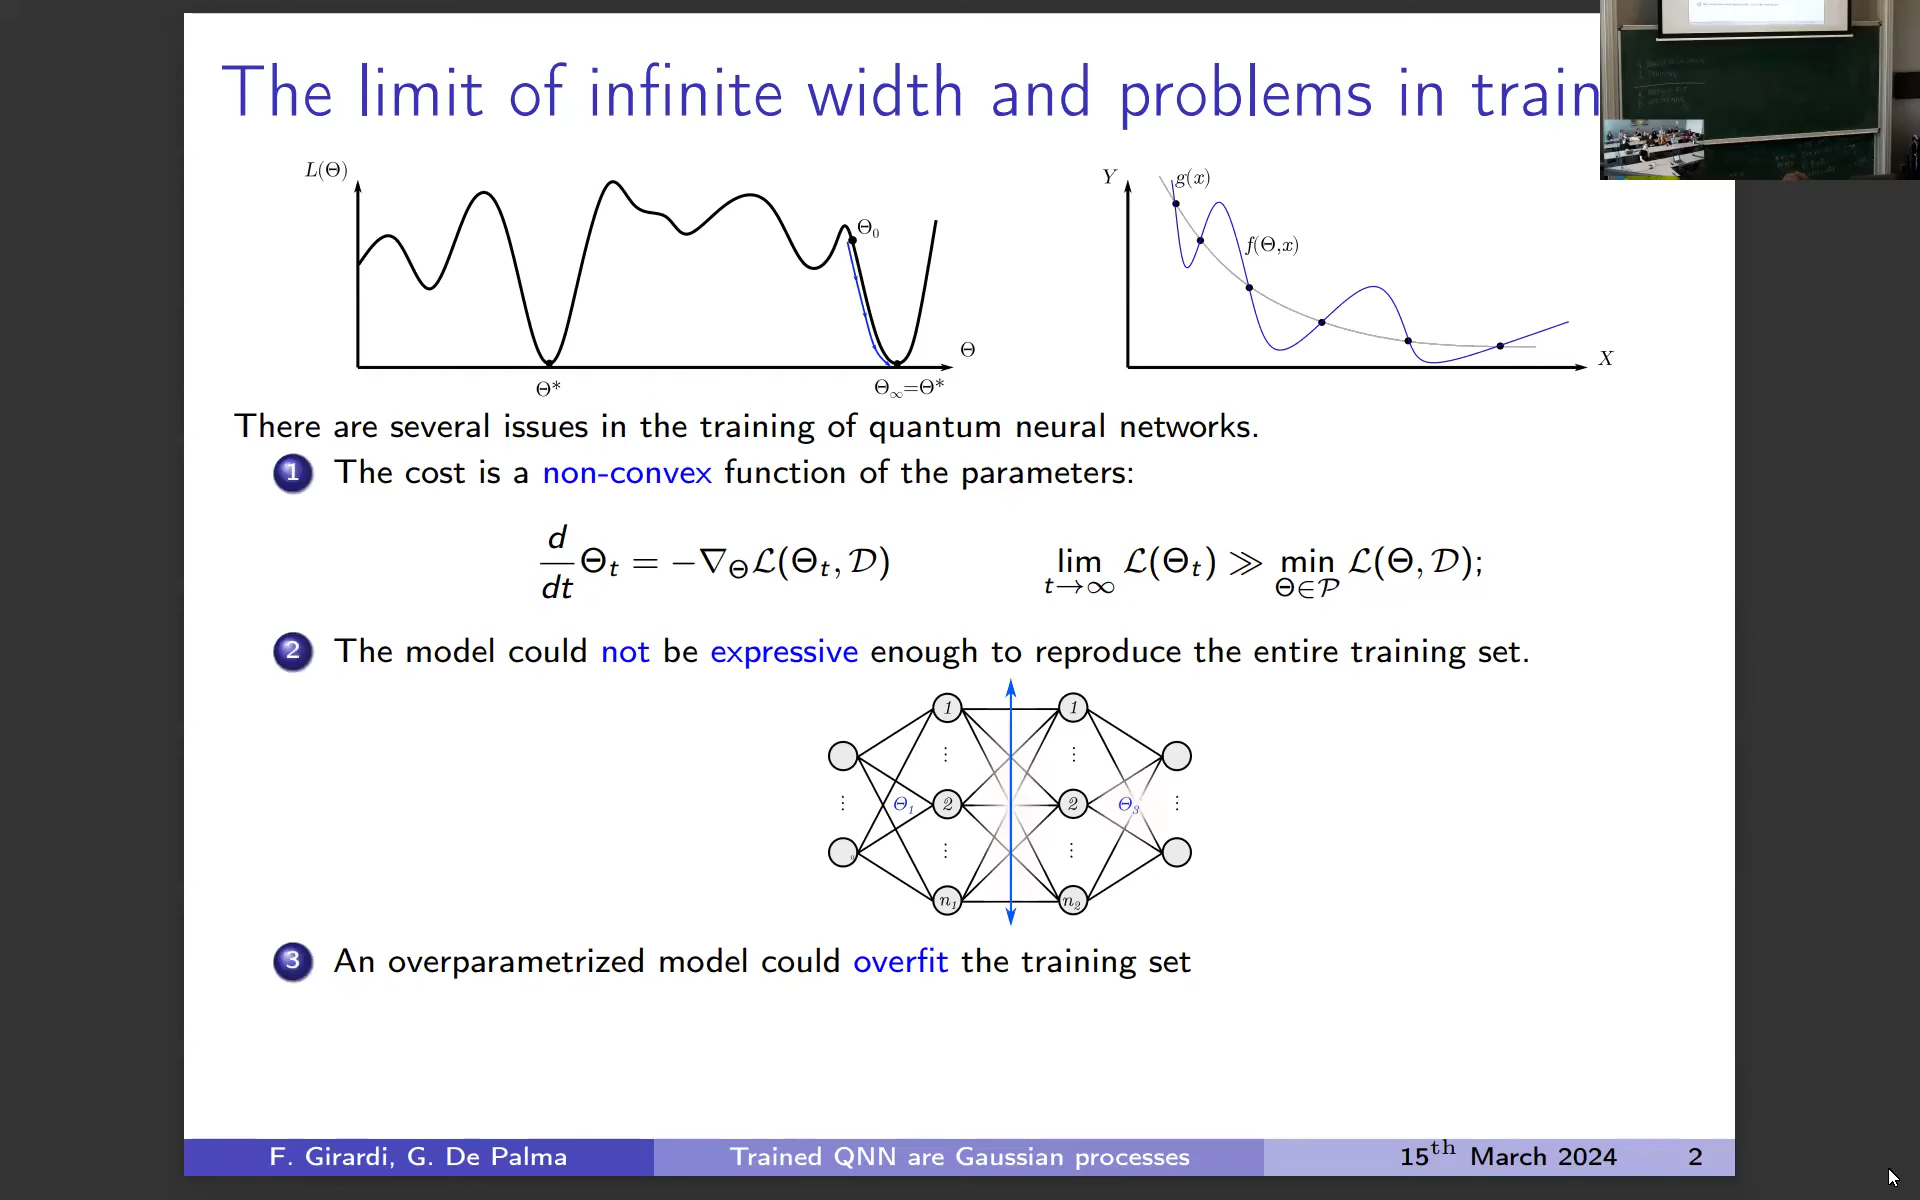 The limit of infinite width and problems in train
L(Θ)
Θ₀
Θ
Θ*
Θ∞=Θ*
Y
g(x)
f(Θ,x)
X
There are several issues in the training of quantum neural networks.
1 The cost is a non-convex function of the parameters:
d/dt Θₜ = −∇_Θ ℒ(Θₜ, 𝒟) lim_{t→∞} ℒ(Θₜ) ≫ min_{Θ∈𝒫} ℒ(Θ, 𝒟);
2 The model could not be expressive enough to reproduce the entire training set.
1 1
⋮ ⋮
⋮ Θ₁ 2 2 Θ₃ ⋮
⋮ ⋮
n₁ n₂
3 An overparametrized model could overfit the training set
F. Girardi, G. De Palma Trained QNN are Gaussian processes 15th March 2024 2